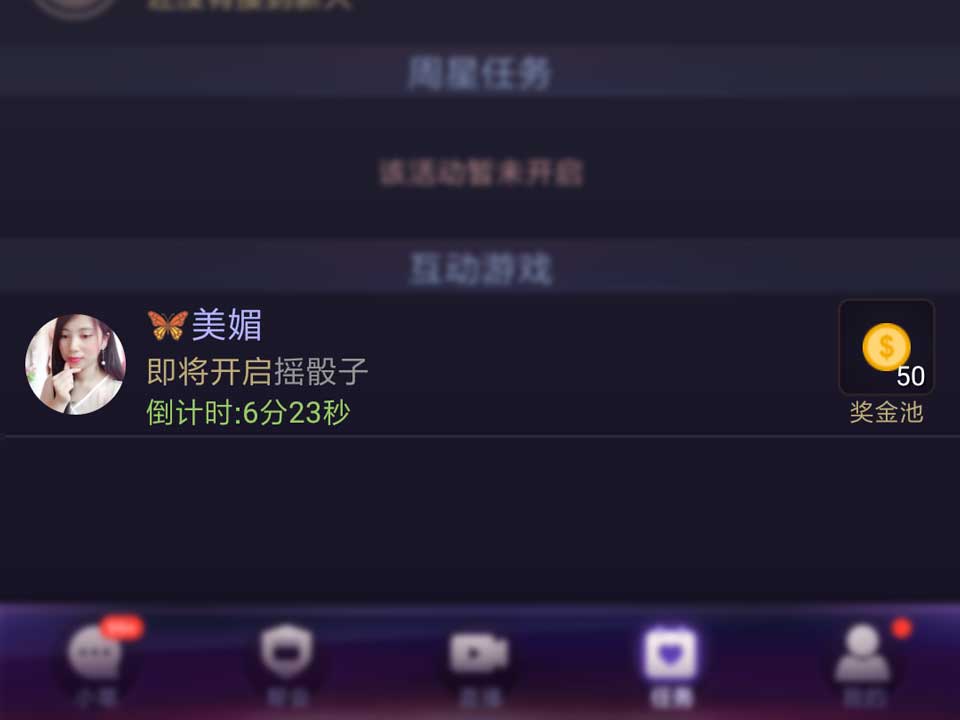 周星任务
该活动暂未开启
互动游戏
美媚
即将开启摇骰子
倒计时:6分23秒
50
奖金池
任务
我的